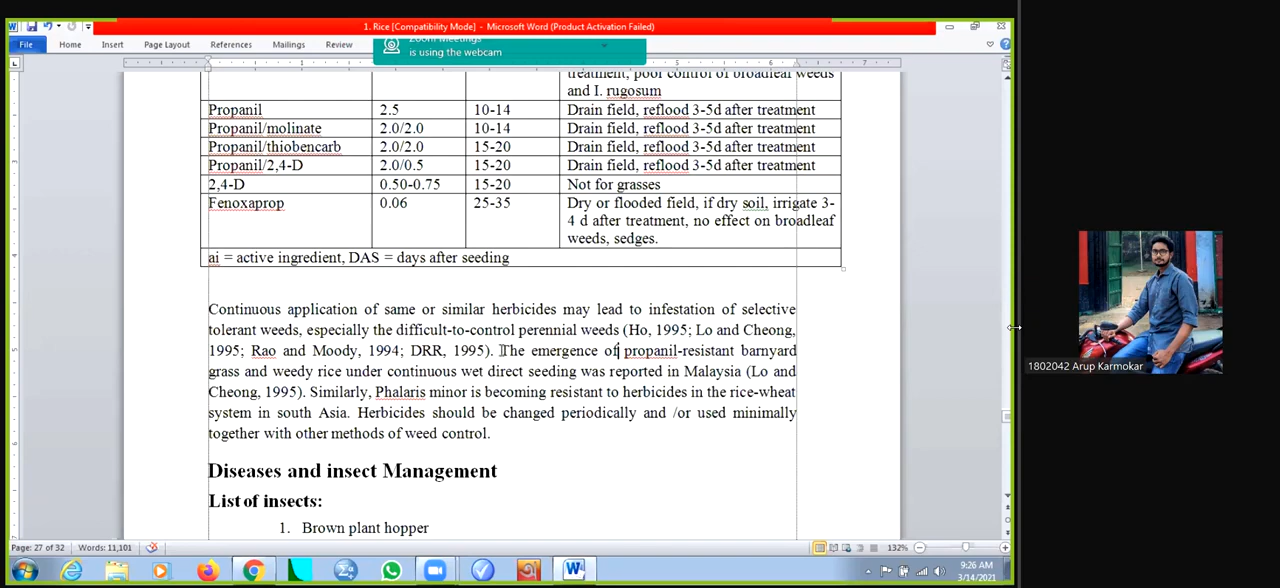 1. Rice [Compatibility Mode] - Microsoft Word (Product Activation Failed)
File Home Insert Page Layout References Mailings Review
Zoom Meetings
is using the webcam
treatment, poor control of broadleaf weeds
and I. rugosum
Propanil 2.5 10-14 Drain field, reflood 3-5d after treatment
Propanil/molinate 2.0/2.0 10-14 Drain field, reflood 3-5d after treatment
Propanil/thiobencarb 2.0/2.0 15-20 Drain field, reflood 3-5d after treatment
Propanil/2,4-D 2.0/0.5 15-20 Drain field, reflood 3-5d after treatment
2,4-D 0.50-0.75 15-20 Not for grasses
Fenoxaprop 0.06 25-35 Dry or flooded field, if dry soil, irrigate 3-
4 d after treatment, no effect on broadleaf
weeds, sedges.
ai = active ingredient, DAS = days after seeding
Continuous application of same or similar herbicides may lead to infestation of selective
tolerant weeds, especially the difficult-to-control perennial weeds (Ho, 1995; Lo and Cheong,
1995; Rao and Moody, 1994; DRR, 1995). The emergence of propanil-resistant barnyard
grass and weedy rice under continuous wet direct seeding was reported in Malaysia (Lo and
Cheong, 1995). Similarly, Phalaris minor is becoming resistant to herbicides in the rice-wheat
system in south Asia. Herbicides should be changed periodically and /or used minimally
together with other methods of weed control.
Diseases and insect Management
List of insects:
1. Brown plant hopper
1802042 Arup Karmokar
Page: 27 of 32 Words: 11,101 132%
9:26 AM
3/14/2021